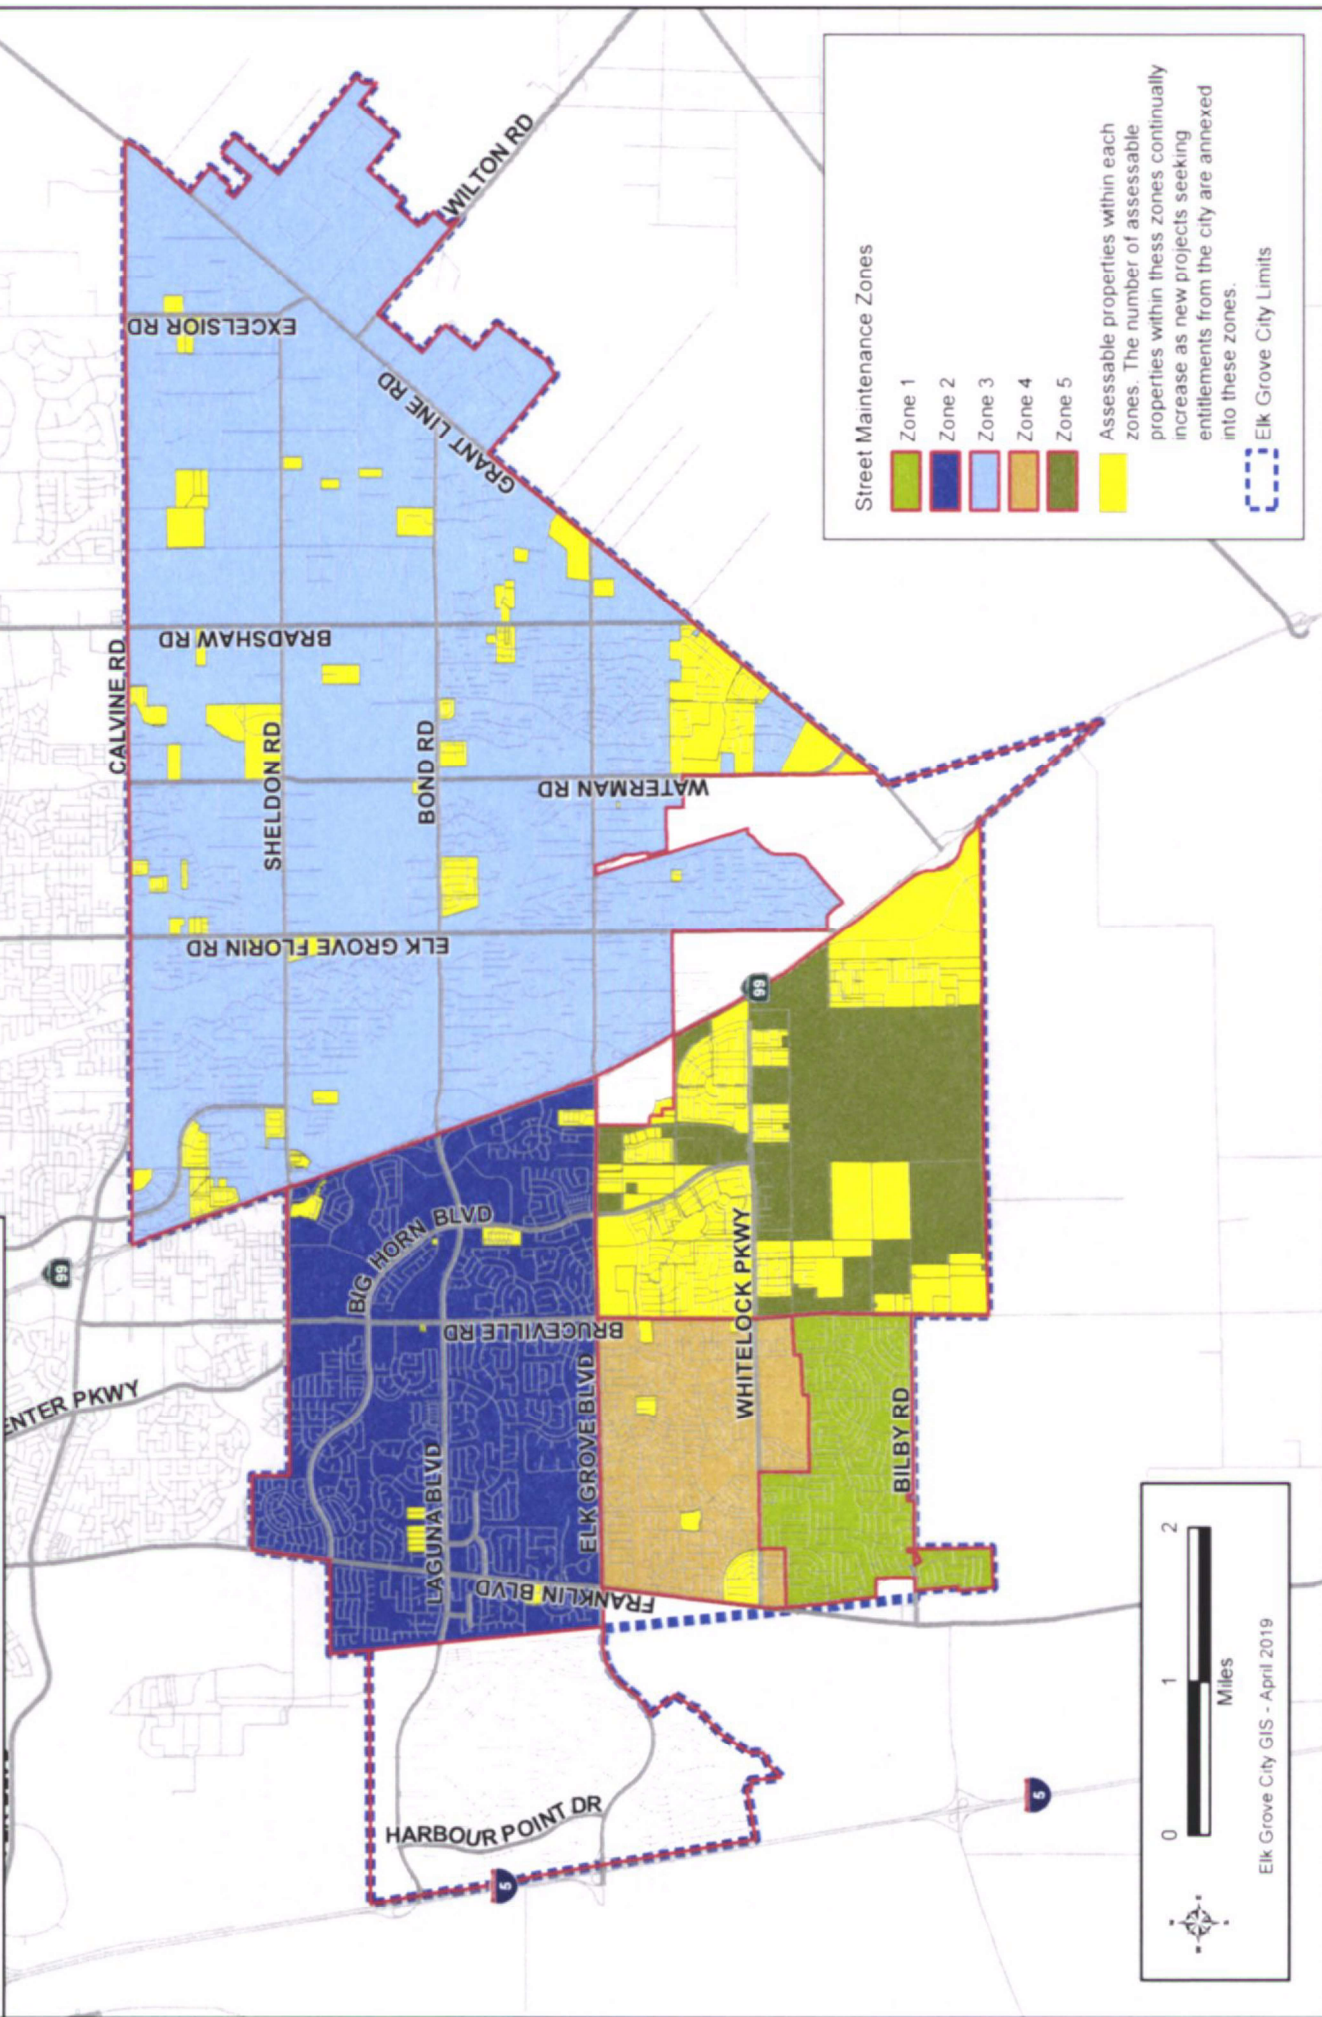 CALVINE RD
EXCELSIOR RD
WILTON RD
GRANT LINE RD
BRADSHAW RD
SHELDON RD
BOND RD
WATERMAN RD
ELK GROVE FLORIN RD
99
99
ENTER PKWY
BIG HORN BLVD
BRUCEVILLE RD
LAGUNA BLVD
ELK GROVE BLVD
WHITELOCK PKWY
BILBY RD
FRANKLIN BLVD
HARBOUR POINT DR
5
5
Street Maintenance Zones
Zone 1
Zone 2
Zone 3
Zone 4
Zone 5
Assessable properties within each
zones. The number of assessable
properties within thess zones continually
increase as new projects seeking
entitlements from the city are annexed
into these zones.
Elk Grove City Limits
0 1 2
Miles
Elk Grove City GIS - April 2019